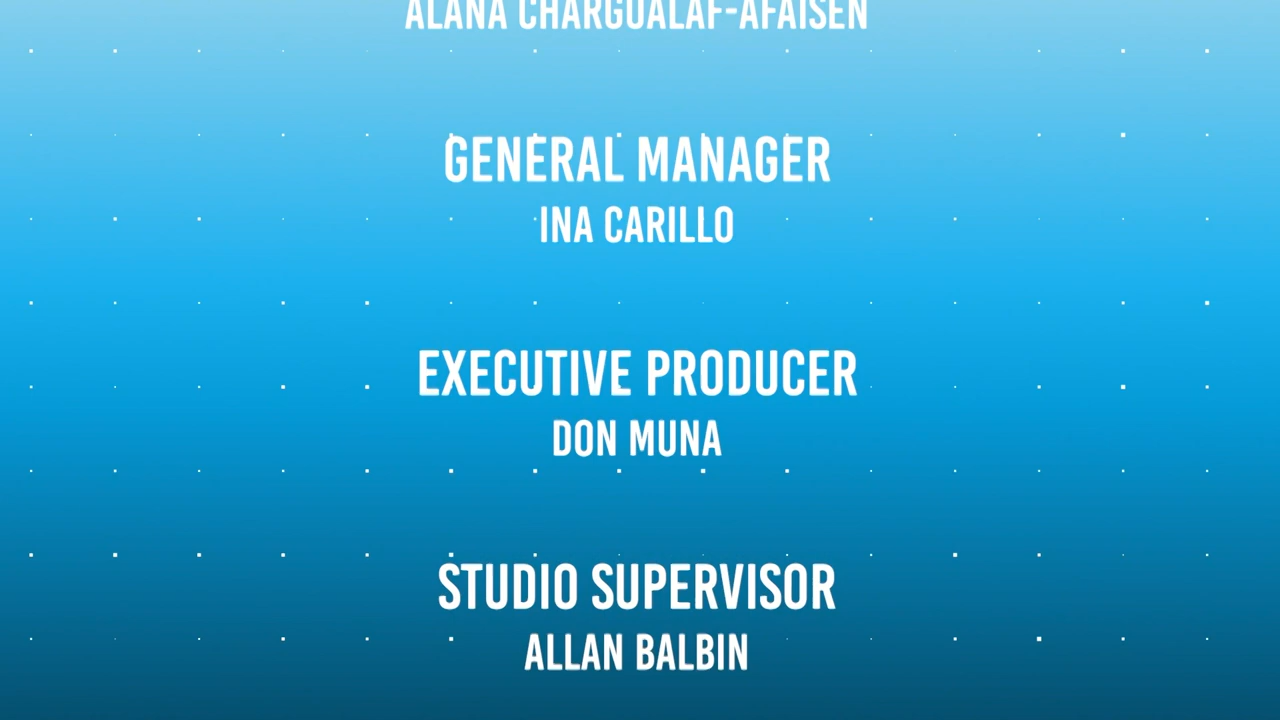 ALANA CHARGUALAF-AFAISEN
GENERAL MANAGER
INA CARILLO
EXECUTIVE PRODUCER
DON MUNA
STUDIO SUPERVISOR
ALLAN BALBIN